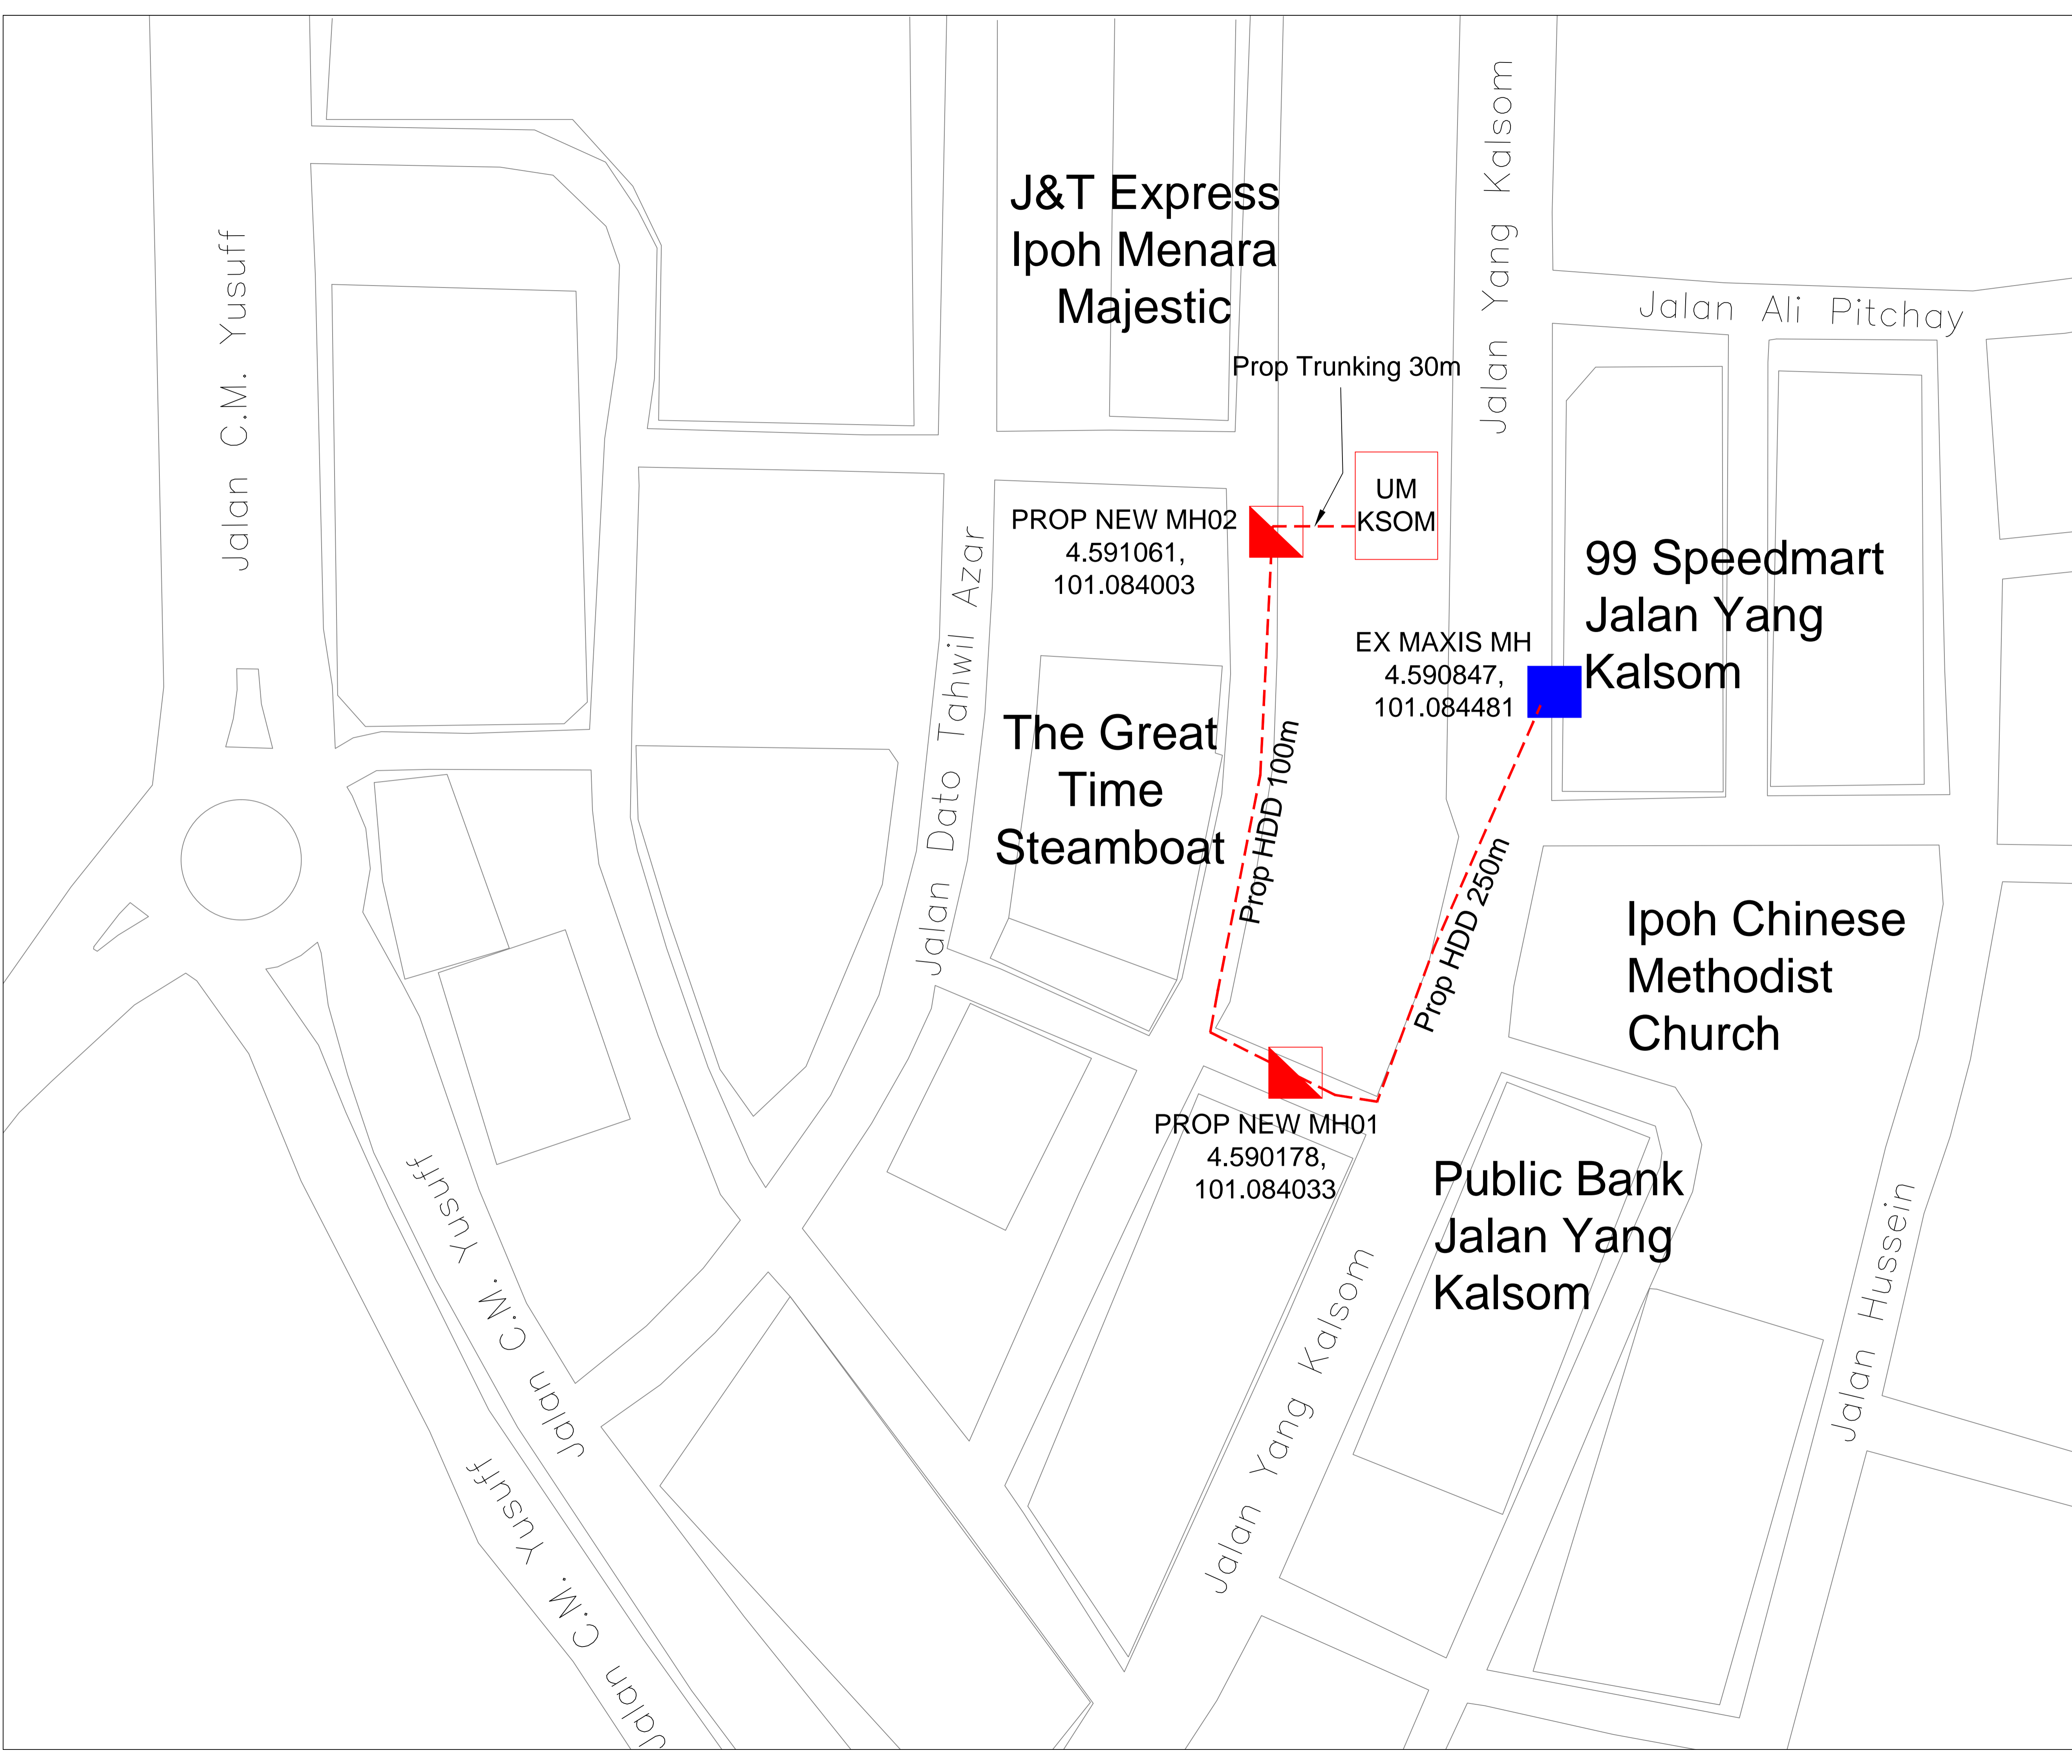 J&T Express
Ipoh Menara
Majestic
Jalan Yang Kalsom
Jalan C.M. Yusuff
Jalan Ali Pitchay
Prop Trunking 30m
UM
KSOM
PROP NEW MH02
4.591061,
101.084003
99 Speedmart
Jalan Yang
Kalsom
EX MAXIS MH
4.590847,
101.084481
Jalan Dato Tahwil Azar
The Great
Time
Steamboat
Prop HDD 100m
Prop HDD 250m
Ipoh Chinese
Methodist
Church
PROP NEW MH01
4.590178,
101.084033
Public Bank
Jalan Yang
Kalsom
Jalan C.M. Yusuff
Jalan Yang Kalsom
Jalan Hussein
Jalan C.M. Yusuff